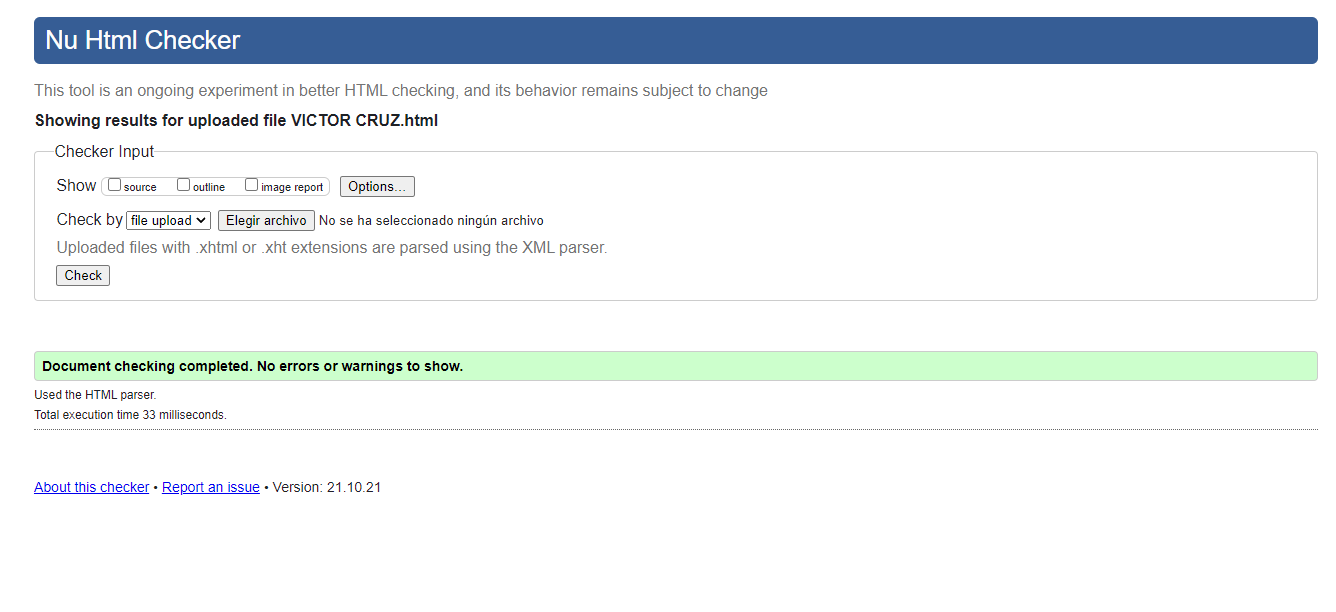 Nu Html Checker
This tool is an ongoing experiment in better HTML checking, and its behavior remains subject to change
Showing results for uploaded file VICTOR CRUZ.html
Checker Input
Show source outline image report Options...
Check by file upload Elegir archivo No se ha seleccionado ningún archivo
Uploaded files with .xhtml or .xht extensions are parsed using the XML parser.
Check
Document checking completed. No errors or warnings to show.
Used the HTML parser.
Total execution time 33 milliseconds.
About this checker • Report an issue • Version: 21.10.21